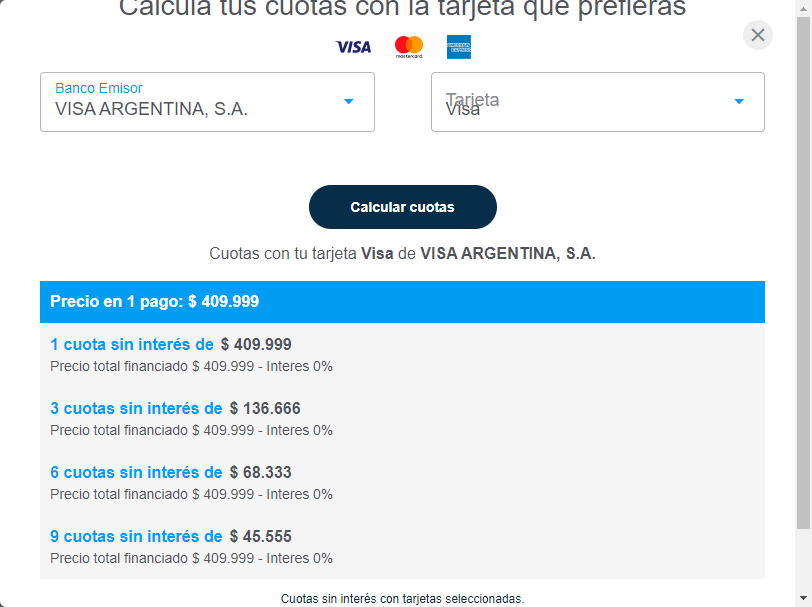 Calculá tus cuotas con la tarjeta que prefieras
VISA
mastercard.
AMERICAN EXPRESS
Banco Emisor
VISA ARGENTINA, S.A.
Tarjeta
Visa
Calcular cuotas
Cuotas con tu tarjeta Visa de VISA ARGENTINA, S.A.
Precio en 1 pago: $ 409.999
1 cuota sin interés de $ 409.999
Precio total financiado $ 409.999 - Interes 0%
3 cuotas sin interés de $ 136.666
Precio total financiado $ 409.999 - Interes 0%
6 cuotas sin interés de $ 68.333
Precio total financiado $ 409.999 - Interes 0%
9 cuotas sin interés de $ 45.555
Precio total financiado $ 409.999 - Interes 0%
Cuotas sin interés con tarjetas seleccionadas.